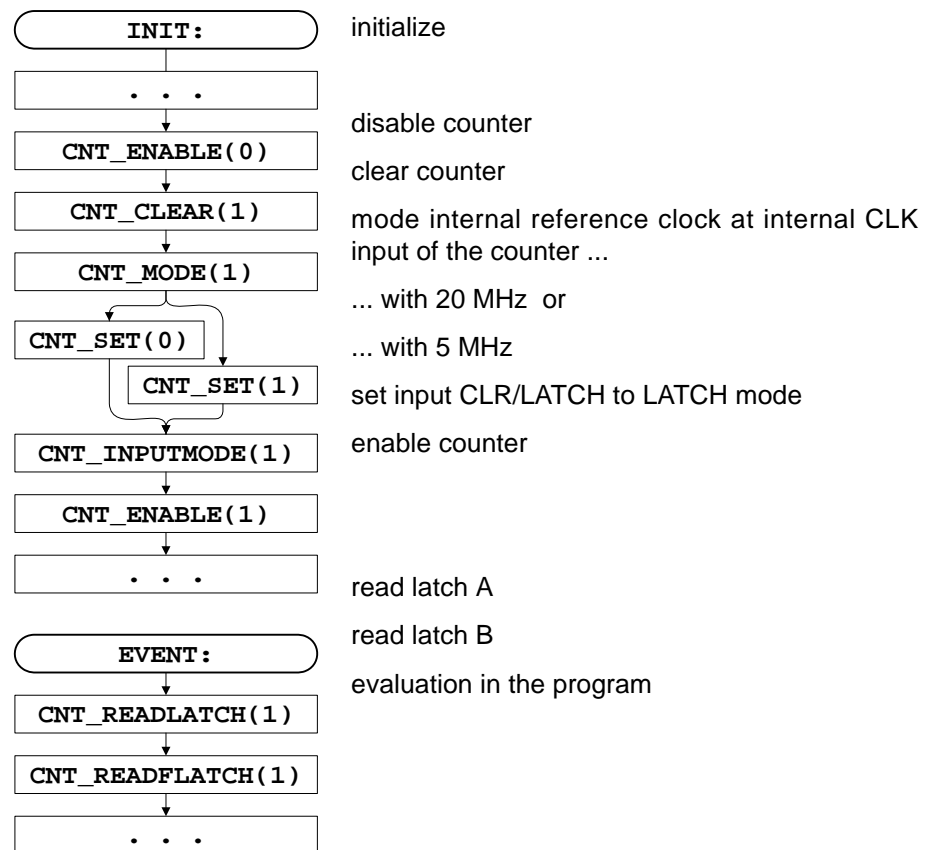 INIT:
initialize
. . .
disable counter
CNT_ENABLE(0)
clear counter
CNT_CLEAR(1)
mode internal reference clock at internal CLK
input of the counter ...
CNT_MODE(1)
... with 20 MHz or
CNT_SET(0)
... with 5 MHz
CNT_SET(1)
set input CLR/LATCH to LATCH mode
CNT_INPUTMODE(1)
enable counter
CNT_ENABLE(1)
. . .
read latch A
read latch B
EVENT:
evaluation in the program
CNT_READLATCH(1)
CNT_READFLATCH(1)
. . .